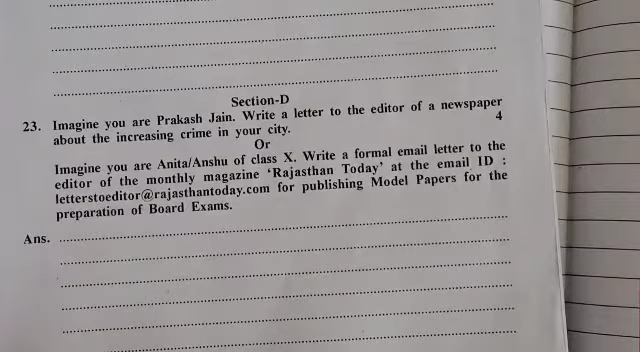 Section-D
23. Imagine you are Prakash Jain. Write a letter to the editor of a newspaper
about the increasing crime in your city. 4
Or
Imagine you are Anita/Anshu of class X. Write a formal email letter to the
editor of the monthly magazine ‘Rajasthan Today’ at the email ID :
letterstoeditor@rajasthantoday.com for publishing Model Papers for the
preparation of Board Exams.
Ans.